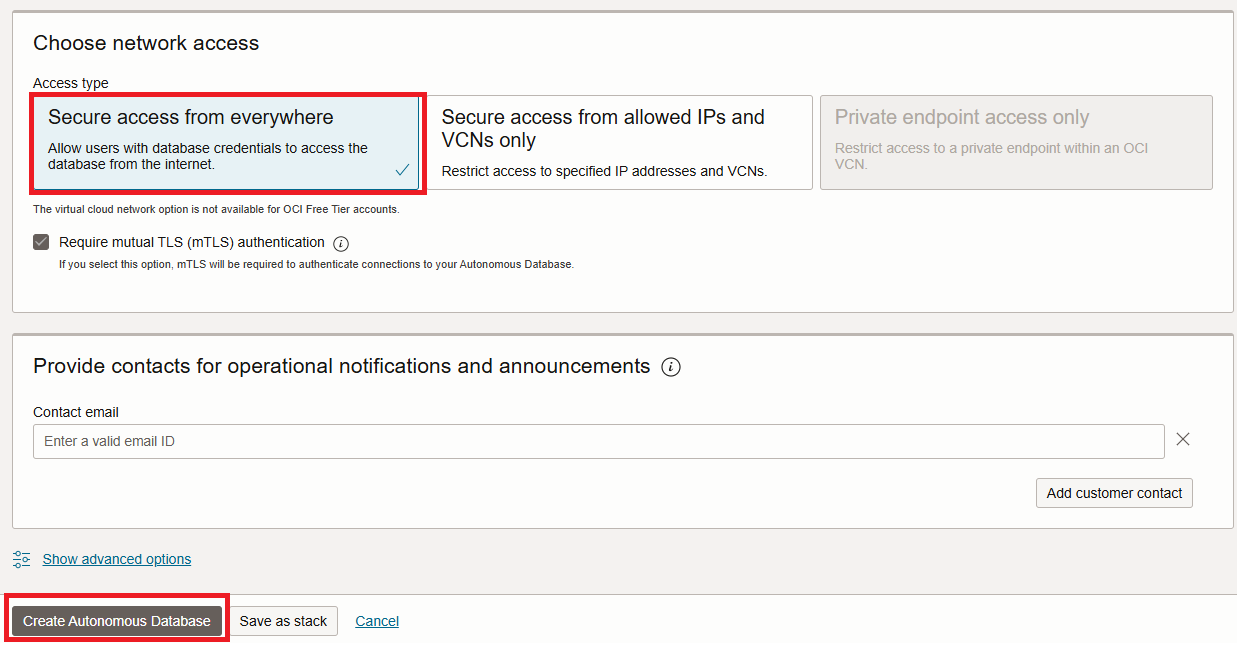 Choose network access
Access type
Secure access from everywhere
Allow users with database credentials to access the
database from the internet.
Secure access from allowed IPs and
VCNs only
Restrict access to specified IP addresses and VCNs.
Private endpoint access only
Restrict access to a private endpoint within an OCI
VCN.
The virtual cloud network option is not available for OCI Free Tier accounts.
Require mutual TLS (mTLS) authentication
If you select this option, mTLS will be required to authenticate connections to your Autonomous Database.
Provide contacts for operational notifications and announcements
Contact email
Enter a valid email ID
Add customer contact
Show advanced options
Create Autonomous Database
Save as stack
Cancel